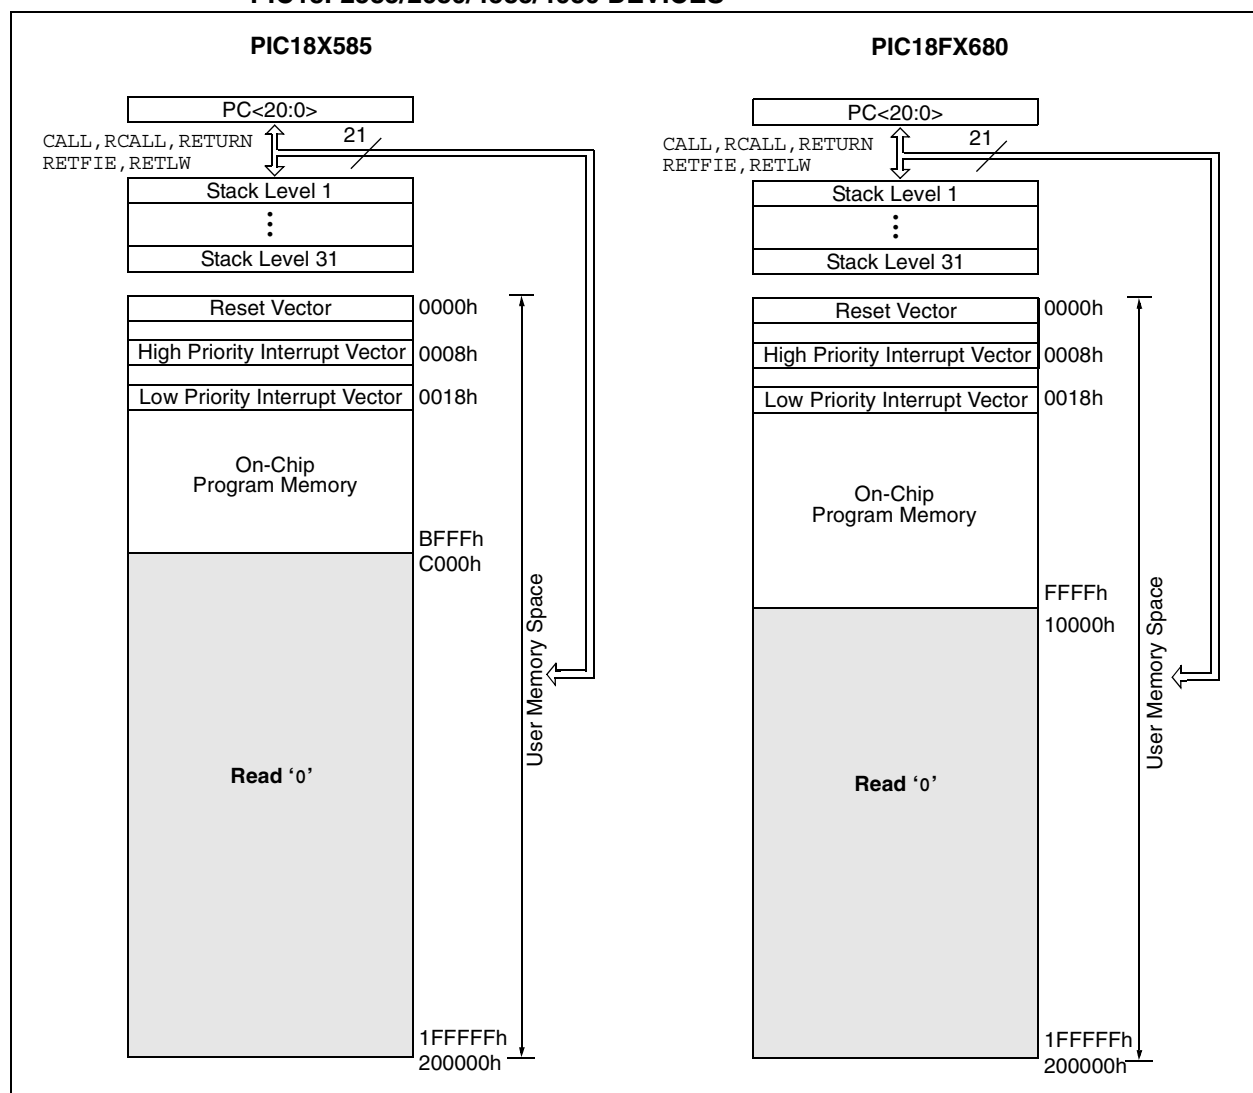 PIC18X585
PC<20:0>
CALL,RCALL,RETURN
RETFIE,RETLW
21
Stack Level 1
Stack Level 31
Reset Vector
0000h
High Priority Interrupt Vector
0008h
Low Priority Interrupt Vector
0018h
On-Chip
Program Memory
BFFFh
C000h
User Memory Space
Read ‘0’
1FFFFFh
200000h
PIC18FX680
PC<20:0>
CALL,RCALL,RETURN
RETFIE,RETLW
21
Stack Level 1
Stack Level 31
Reset Vector
0000h
High Priority Interrupt Vector
0008h
Low Priority Interrupt Vector
0018h
On-Chip
Program Memory
FFFFh
10000h
User Memory Space
Read ‘0’
1FFFFFh
200000h